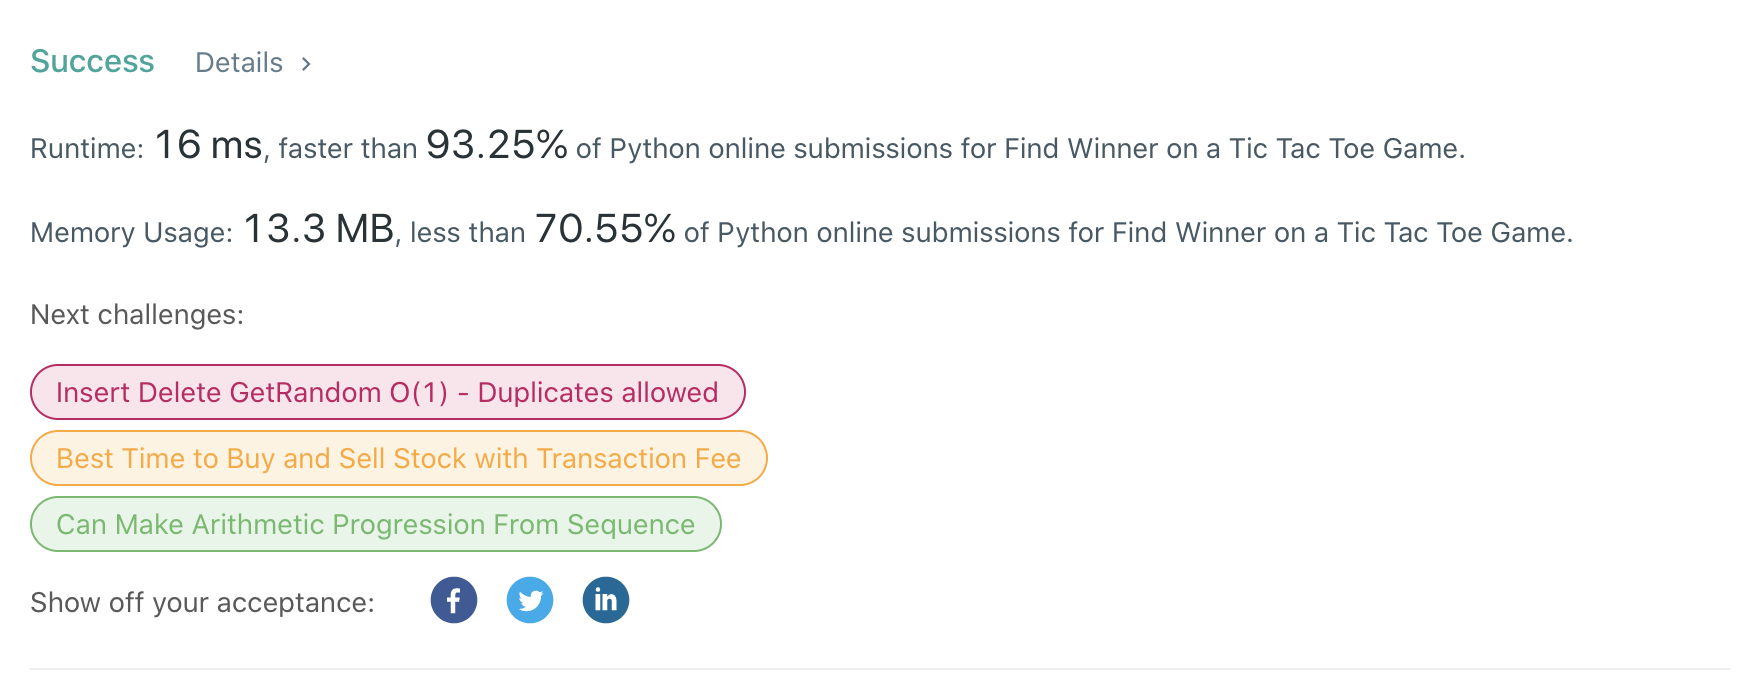 Success Details >
Runtime: 16 ms, faster than 93.25% of Python online submissions for Find Winner on a Tic Tac Toe Game.
Memory Usage: 13.3 MB, less than 70.55% of Python online submissions for Find Winner on a Tic Tac Toe Game.
Next challenges:
Insert Delete GetRandom O(1) - Duplicates allowed
Best Time to Buy and Sell Stock with Transaction Fee
Can Make Arithmetic Progression From Sequence
Show off your acceptance: f in